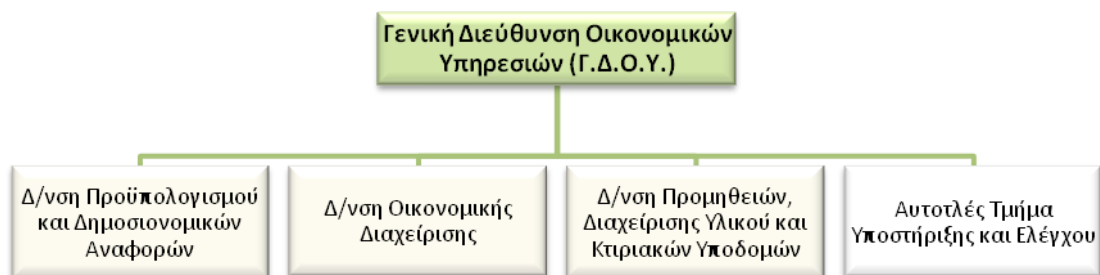 Γενική Διεύθυνση Οικονομικών
Υπηρεσιών (Γ.Δ.Ο.Υ.)
Δ/νση Προϋπολογισμού
και Δημοσιονομικών
Αναφορών
Δ/νση Οικονομικής
Διαχείρισης
Δ/νση Προμηθειών,
Διαχείρισης Υλικού και
Κτιριακών Υποδομών
Αυτοτλές Τμήμα
Υποστήριξης και Ελέγχου